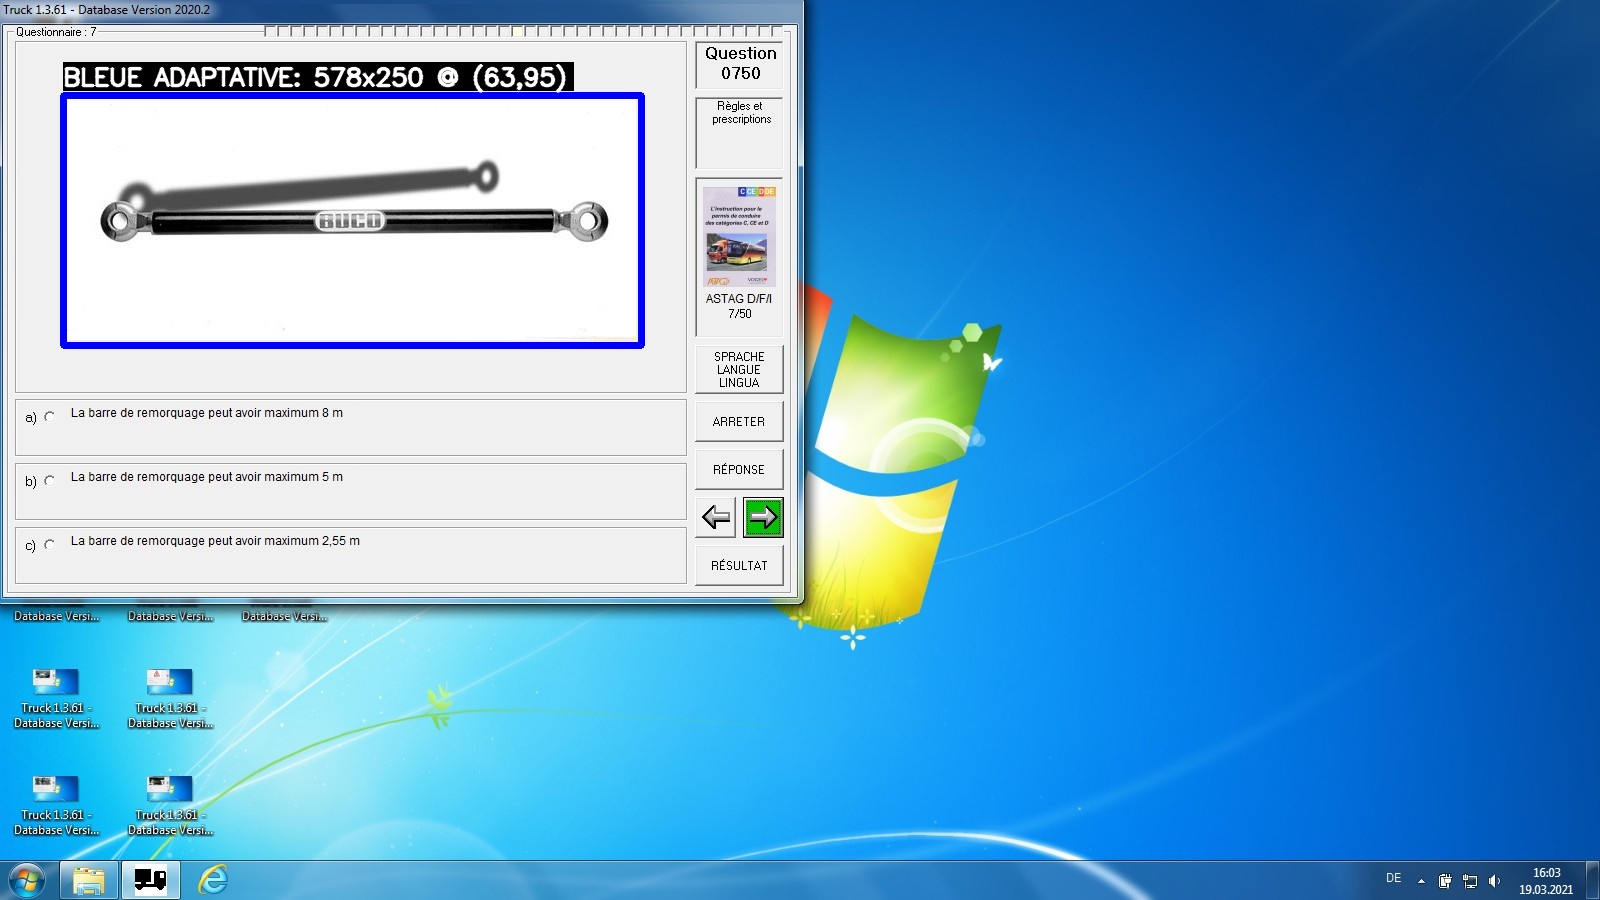 Truck 1.3.61 - Database Version 2020.2
Questionnaire : 7
BLEUE ADAPTATIVE: 578x250 @ (63,95)
BUCO
Question
0750
Règles et
prescriptions
C CE D DE
L'instruction pour le
permis de conduire
des catégories C, CE et D
ASTAG D/F/I
7/50
SPRACHE
LANGUE
LINGUA
ARRETER
RÉPONSE
RÉSULTAT
a) La barre de remorquage peut avoir maximum 8 m
b) La barre de remorquage peut avoir maximum 5 m
c) La barre de remorquage peut avoir maximum 2,55 m
Database Versi...
Database Versi...
Database Versi...
Truck 1.3.61 -
Database Versi...
Truck 1.3.61 -
Database Versi...
Truck 1.3.61 -
Database Versi...
Truck 1.3.61 -
Database Versi...
DE
16:03
19.03.2021